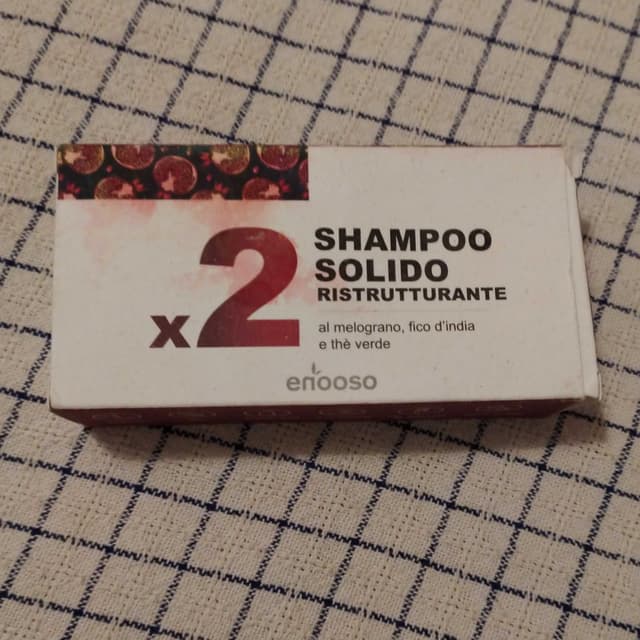 x2
SHAMPOO
SOLIDO
RISTRUTTURANTE
al melograno, fico d'india
e thè verde
enooso